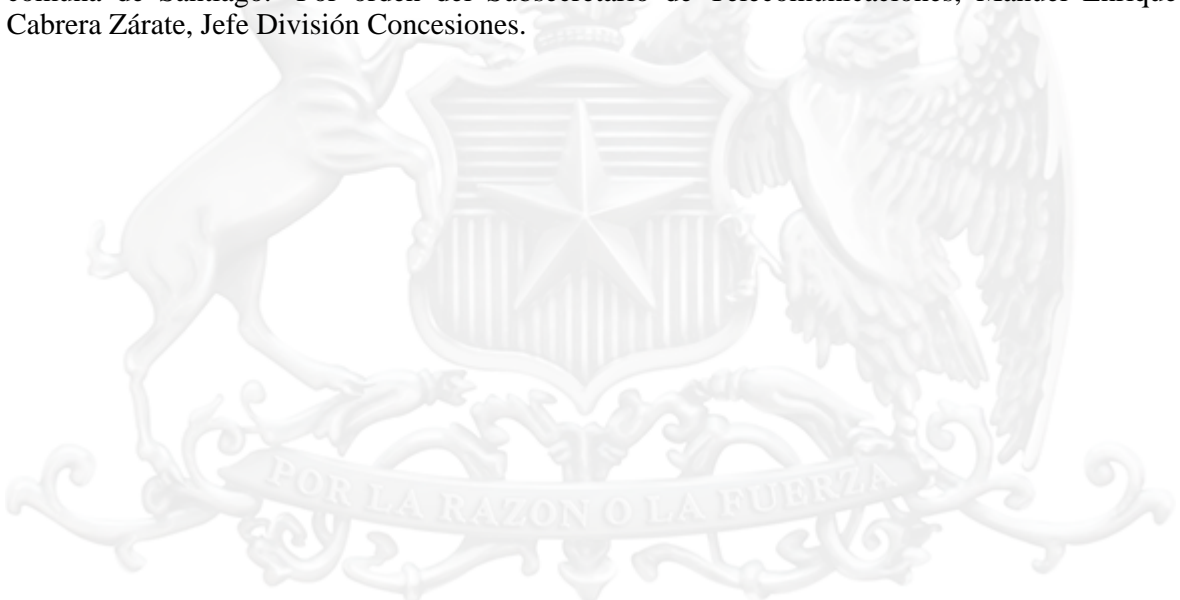 comuna de Santiago.- Por orden del Subsecretario de Telecomunicaciones, Manuel Enrique
Cabrera Zárate, Jefe División Concesiones.
POR LA RAZON O LA FUERZA